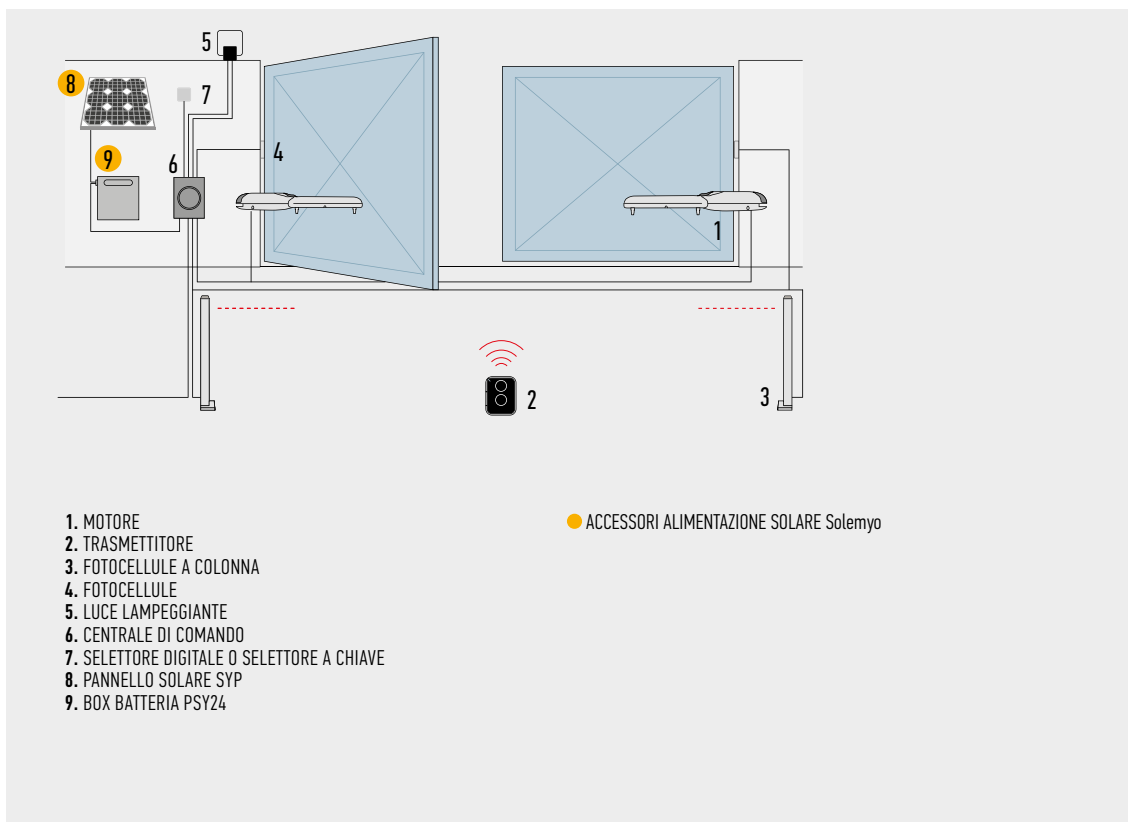 5
8
7
9
6
4
1
2
3
1. MOTORE
2. TRASMETTITORE
3. FOTOCELLULE A COLONNA
4. FOTOCELLULE
5. LUCE LAMPEGGIANTE
6. CENTRALE DI COMANDO
7. SELETTORE DIGITALE O SELETTORE A CHIAVE
8. PANNELLO SOLARE SYP
9. BOX BATTERIA PSY24
ACCESSORI ALIMENTAZIONE SOLARE Solemyo